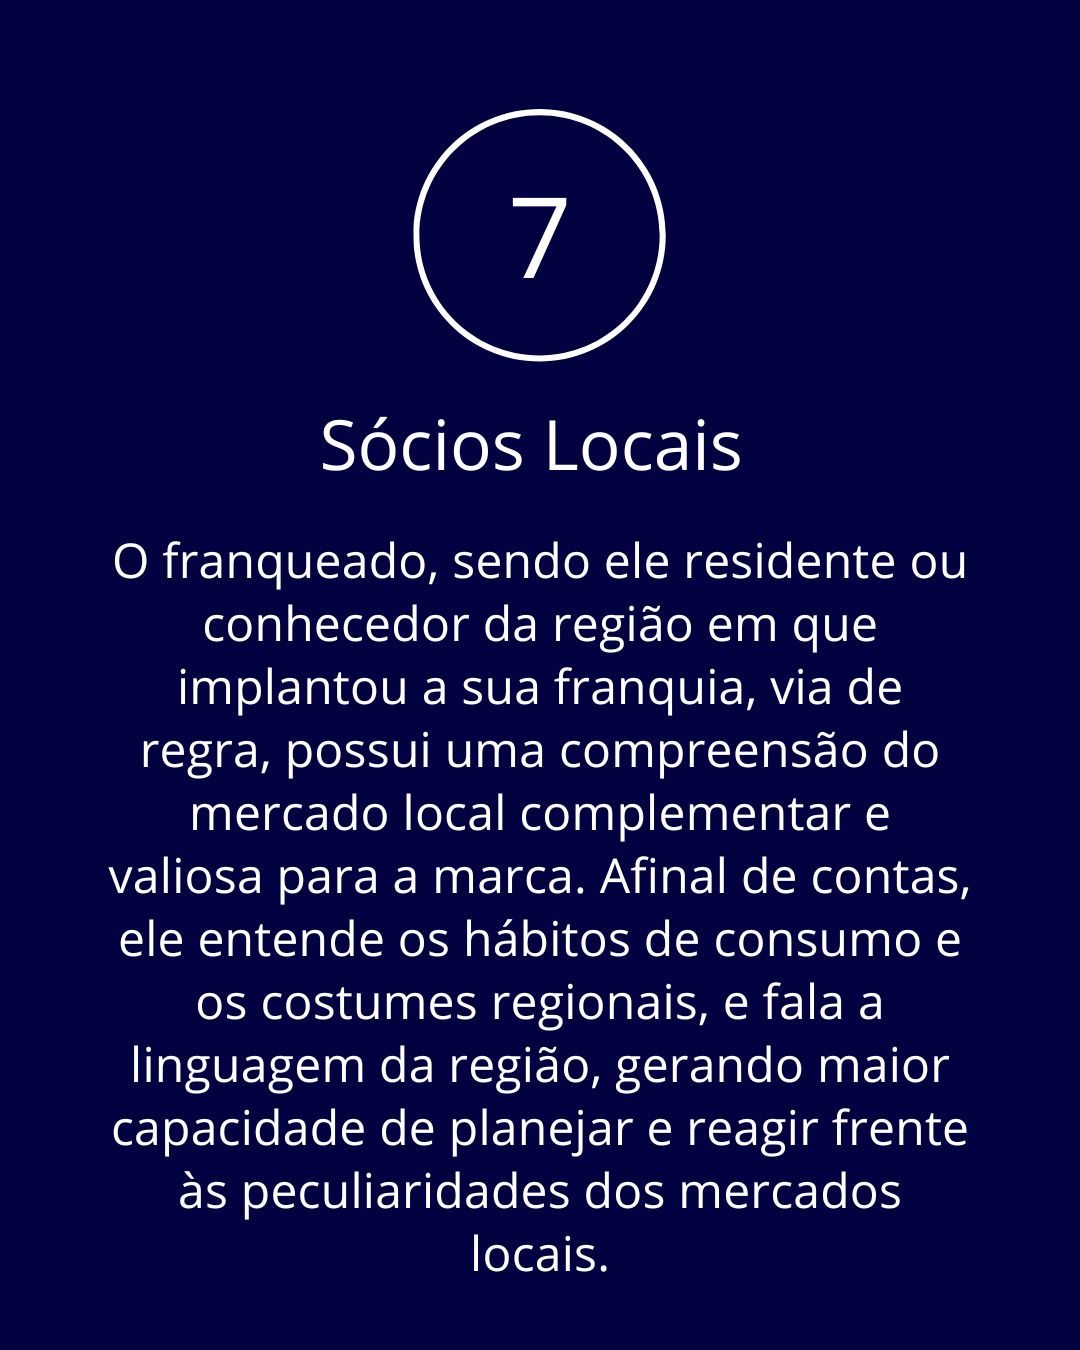 7
Sócios Locais
O franqueado, sendo ele residente ou
conhecedor da região em que
implantou a sua franquia, via de
regra, possui uma compreensão do
mercado local complementar e
valiosa para a marca. Afinal de contas,
ele entende os hábitos de consumo e
os costumes regionais, e fala a
linguagem da região, gerando maior
capacidade de planejar e reagir frente
às peculiaridades dos mercados
locais.